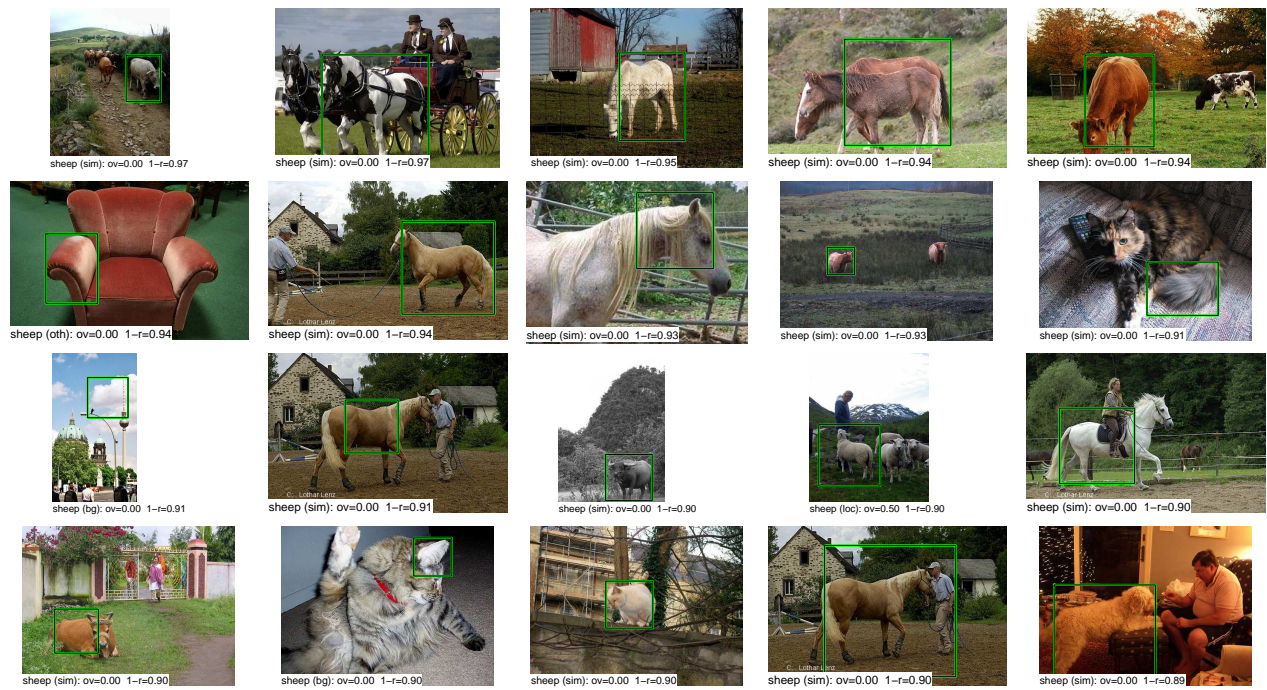 sheep (sim): ov=0.00 1−r=0.97
sheep (sim): ov=0.00 1−r=0.97
sheep (sim): ov=0.00 1−r=0.95
sheep (sim): ov=0.00 1−r=0.94
sheep (sim): ov=0.00 1−r=0.94
sheep (oth): ov=0.00 1−r=0.94
C. Lothar Lenz
sheep (sim): ov=0.00 1−r=0.94
sheep (sim): ov=0.00 1−r=0.93
sheep (sim): ov=0.00 1−r=0.93
sheep (sim): ov=0.00 1−r=0.91
sheep (bg): ov=0.00 1−r=0.91
C. Lothar Lenz
sheep (sim): ov=0.00 1−r=0.91
sheep (sim): ov=0.00 1−r=0.90
sheep (loc): ov=0.50 1−r=0.90
C. Lothar Lenz
sheep (sim): ov=0.00 1−r=0.90
sheep (sim): ov=0.00 1−r=0.90
sheep (bg): ov=0.00 1−r=0.90
sheep (sim): ov=0.00 1−r=0.90
C. Lothar Lenz
sheep (sim): ov=0.00 1−r=0.90
sheep (sim): ov=0.00 1−r=0.89